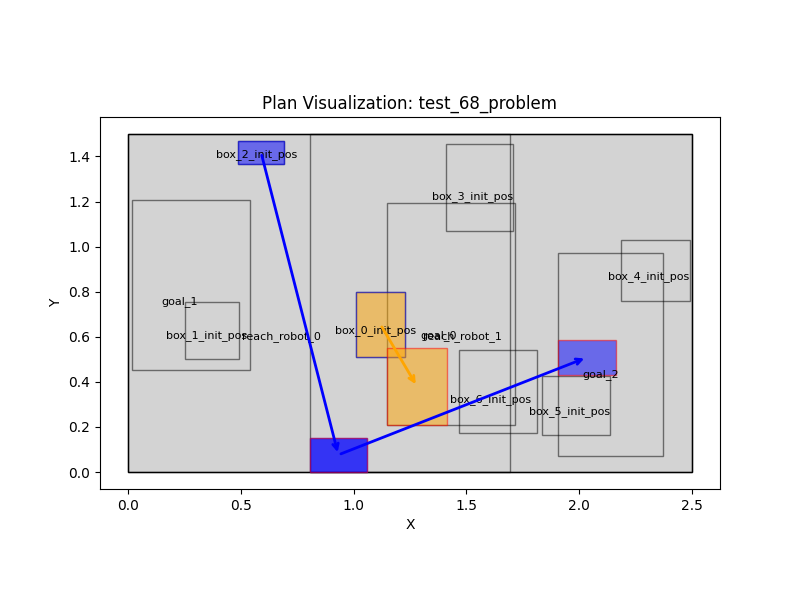 Plan Visualization: test_68_problem
Y
1.4
1.2
1.0
0.8
0.6
0.4
0.2
0.0
box_2_init_pos
box_3_init_pos
box_4_init_pos
goal_1
box_1_init_pos
reach_robot_0
box_0_init_pos
goal_0
reach_robot_1
goal_2
box_6_init_pos
box_5_init_pos
0.0
0.5
1.0
1.5
2.0
2.5
X